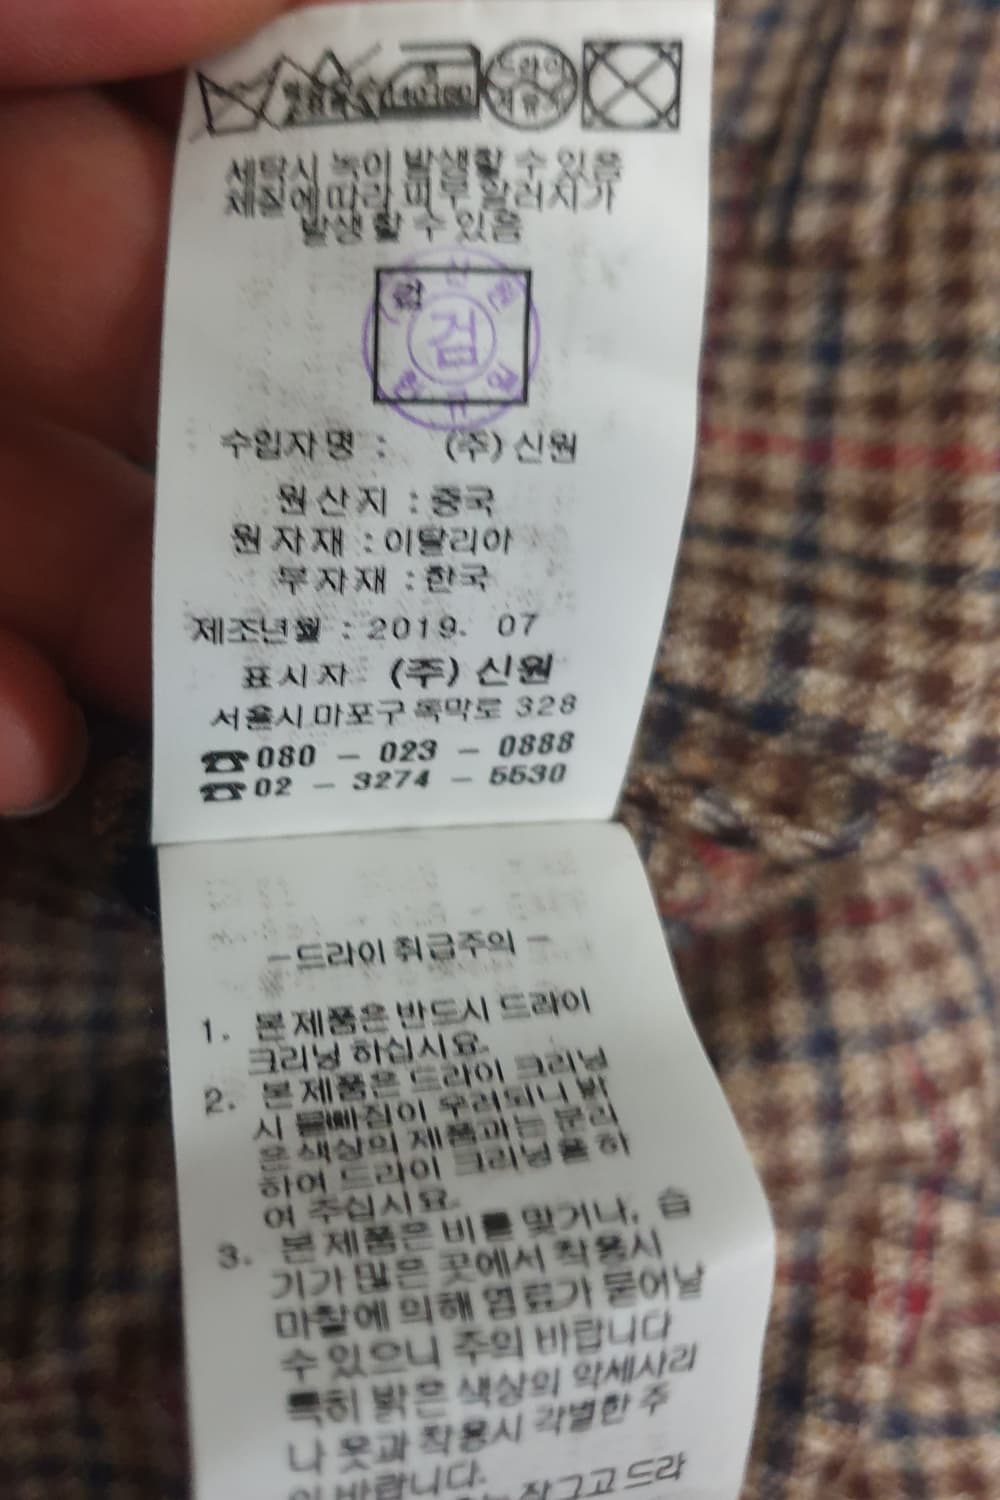 드라이
세탁시 녹이 발생할 수 있음
체질에 따라 피부 알러지가
발생 할 수 있음
검
수입자명 : (주) 신원
원산지 : 중국
원자재 : 이탈리아
부자재 : 한국
제조년월 : 2019. 07
표시자 (주) 신원
서울시 마포구 독막로 328
☎ 080 - 023 - 0888
☎ 02 - 3274 - 5530
-드라이 취급주의 -
1. 본 제품은 반드시 드라이
크리닝 하십시요.
2. 본 제품은 드라이 크리닝
시 물빠짐이 우려되니 밝
은 색상의 제품과는 분리
하여 드라이 크리닝을 하
여 주십시요.
3. 본 제품은 비를 맞거나, 습
기가 많은 곳에서 착용시
마찰에 의해 염료가 묻어날
수 있으니 주의 바랍니다
특히 밝은 색상의 악세사리
나 옷과 착용시 각별한 주
의 바랍니다.
잠그고 드라